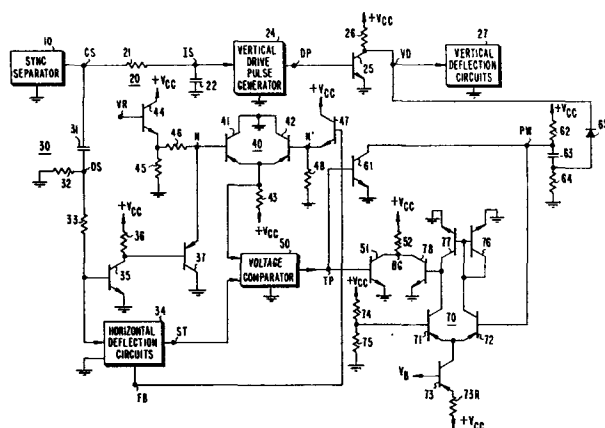 10
SYNC SEPARATOR
CS
21
20
IS
22
24
VERTICAL DRIVE PULSE GENERATOR
DP
+VCC
26
25
VD
27
VERTICAL DEFLECTION CIRCUITS
65
31
30
32
DS
33
VR
+VCC
44
46
45
N
41
42
40
43
+VCC
N'
48
+VCC
47
61
PW
+VCC
62
63
64
+VCC
36
35
37
VOLTAGE COMPARATOR
50
TP
+VCC
52
51
BG
78
77
76
+VCC
74
75
71
70
72
VB
73
73R
+VCC
HORIZONTAL DEFLECTION CIRCUITS
34
ST
FB